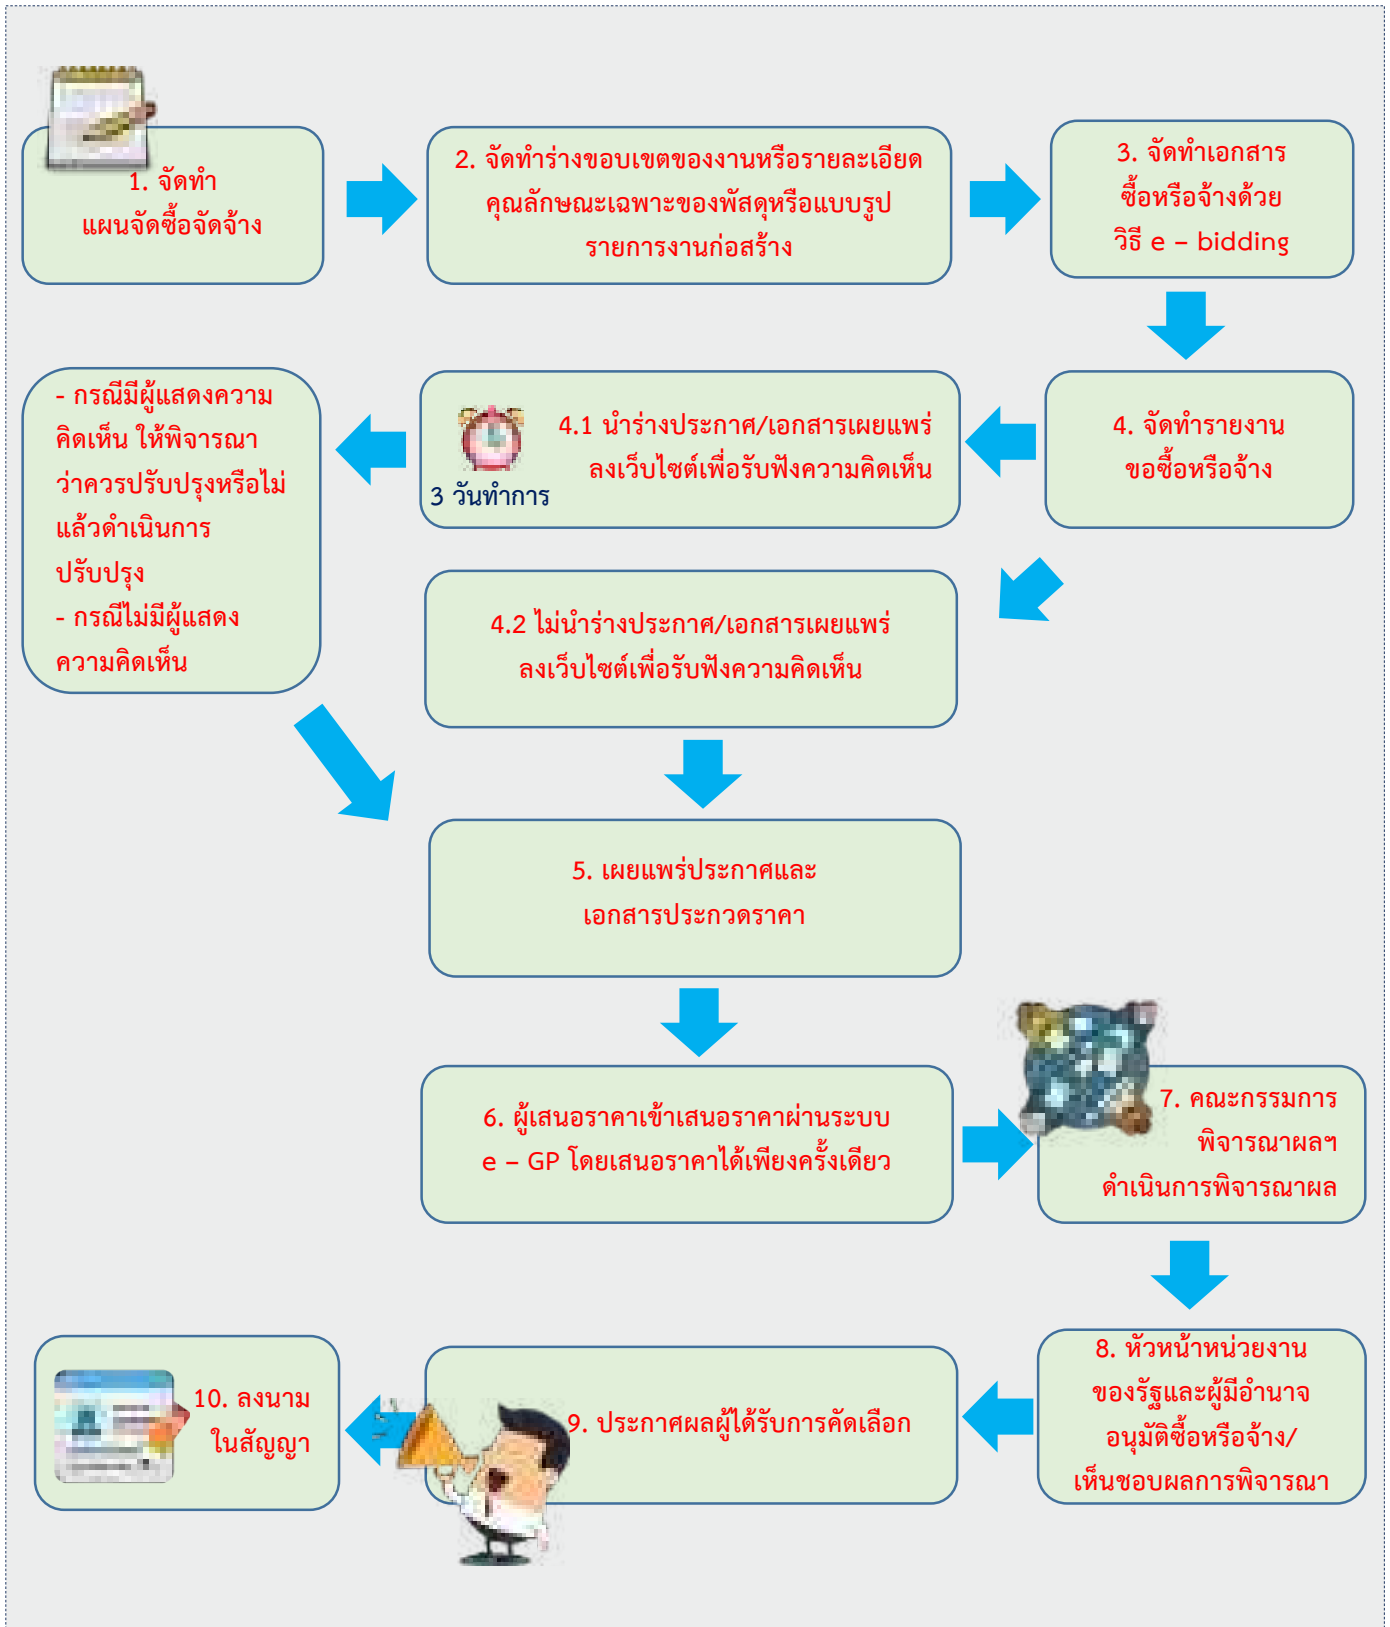 1. จัดทำ
แผนจัดซื้อจัดจ้าง
2. จัดทำร่างขอบเขตของงานหรือรายละเอียด
คุณลักษณะเฉพาะของพัสดุหรือแบบรูป
รายการงานก่อสร้าง
3. จัดทำเอกสาร
ซื้อหรือจ้างด้วย
วิธี e – bidding
4. จัดทำรายงาน
ขอซื้อหรือจ้าง
4.1 นำร่างประกาศ/เอกสารเผยแพร่
ลงเว็บไซต์เพื่อรับฟังความคิดเห็น
3 วันทำการ
- กรณีมีผู้แสดงความ
คิดเห็น ให้พิจารณา
ว่าควรปรับปรุงหรือไม่
แล้วดำเนินการ
ปรับปรุง
- กรณีไม่มีผู้แสดง
ความคิดเห็น
4.2 ไม่นำร่างประกาศ/เอกสารเผยแพร่
ลงเว็บไซต์เพื่อรับฟังความคิดเห็น
5. เผยแพร่ประกาศและ
เอกสารประกวดราคา
6. ผู้เสนอราคาเข้าเสนอราคาผ่านระบบ
e – GP โดยเสนอราคาได้เพียงครั้งเดียว
7. คณะกรรมการ
พิจารณาผลฯ
ดำเนินการพิจารณาผล
8. หัวหน้าหน่วยงาน
ของรัฐและผู้มีอำนาจ
อนุมัติซื้อหรือจ้าง/
เห็นชอบผลการพิจารณา
9. ประกาศผลผู้ได้รับการคัดเลือก
10. ลงนาม
ในสัญญา